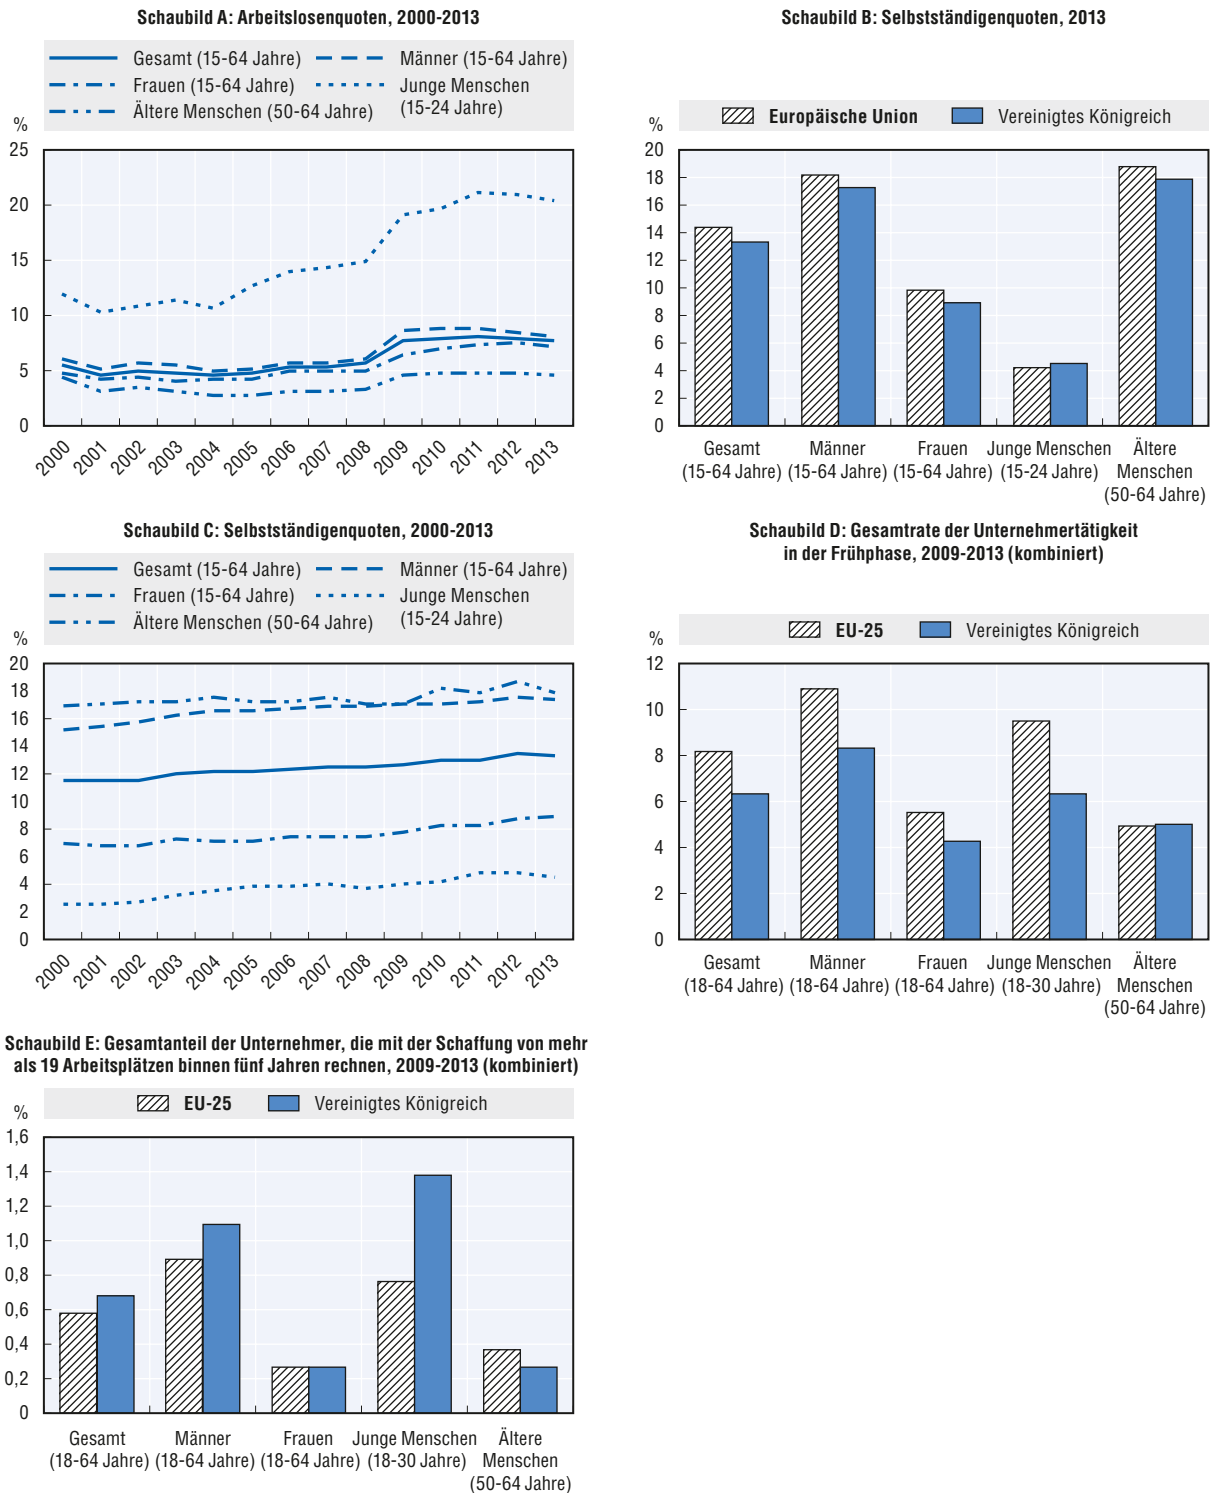 Schaubild A: Arbeitslosenquoten, 2000-2013
Gesamt (15-64 Jahre)
Männer (15-64 Jahre)
Frauen (15-64 Jahre)
Junge Menschen
(15-24 Jahre)
Ältere Menschen (50-64 Jahre)
%
25
20
15
10
5
0
2000 2001 2002 2003 2004 2005 2006 2007 2008 2009 2010 2011 2012 2013
Schaubild B: Selbstständigenquoten, 2013
Europäische Union
Vereinigtes Königreich
%
20
18
16
14
12
10
8
6
4
2
0
Gesamt
(15-64 Jahre)
Männer
(15-64 Jahre)
Frauen
(15-64 Jahre)
Junge Menschen
(15-24 Jahre)
Ältere
Menschen
(50-64 Jahre)
Schaubild C: Selbstständigenquoten, 2000-2013
Gesamt (15-64 Jahre)
Männer (15-64 Jahre)
Frauen (15-64 Jahre)
Junge Menschen
(15-24 Jahre)
Ältere Menschen (50-64 Jahre)
%
20
18
16
14
12
10
8
6
4
2
0
2000 2001 2002 2003 2004 2005 2006 2007 2008 2009 2010 2011 2012 2013
Schaubild D: Gesamtrate der Unternehmertätigkeit
in der Frühphase, 2009-2013 (kombiniert)
EU-25
Vereinigtes Königreich
%
12
10
8
6
4
2
0
Gesamt
(18-64 Jahre)
Männer
(18-64 Jahre)
Frauen
(18-64 Jahre)
Junge Menschen
(18-30 Jahre)
Ältere
Menschen
(50-64 Jahre)
Schaubild E: Gesamtanteil der Unternehmer, die mit der Schaffung von mehr
als 19 Arbeitsplätzen binnen fünf Jahren rechnen, 2009-2013 (kombiniert)
EU-25
Vereinigtes Königreich
%
1,6
1,4
1,2
1,0
0,8
0,6
0,4
0,2
0
Gesamt
(18-64 Jahre)
Männer
(18-64 Jahre)
Frauen
(18-64 Jahre)
Junge Menschen
(18-30 Jahre)
Ältere
Menschen
(50-64 Jahre)